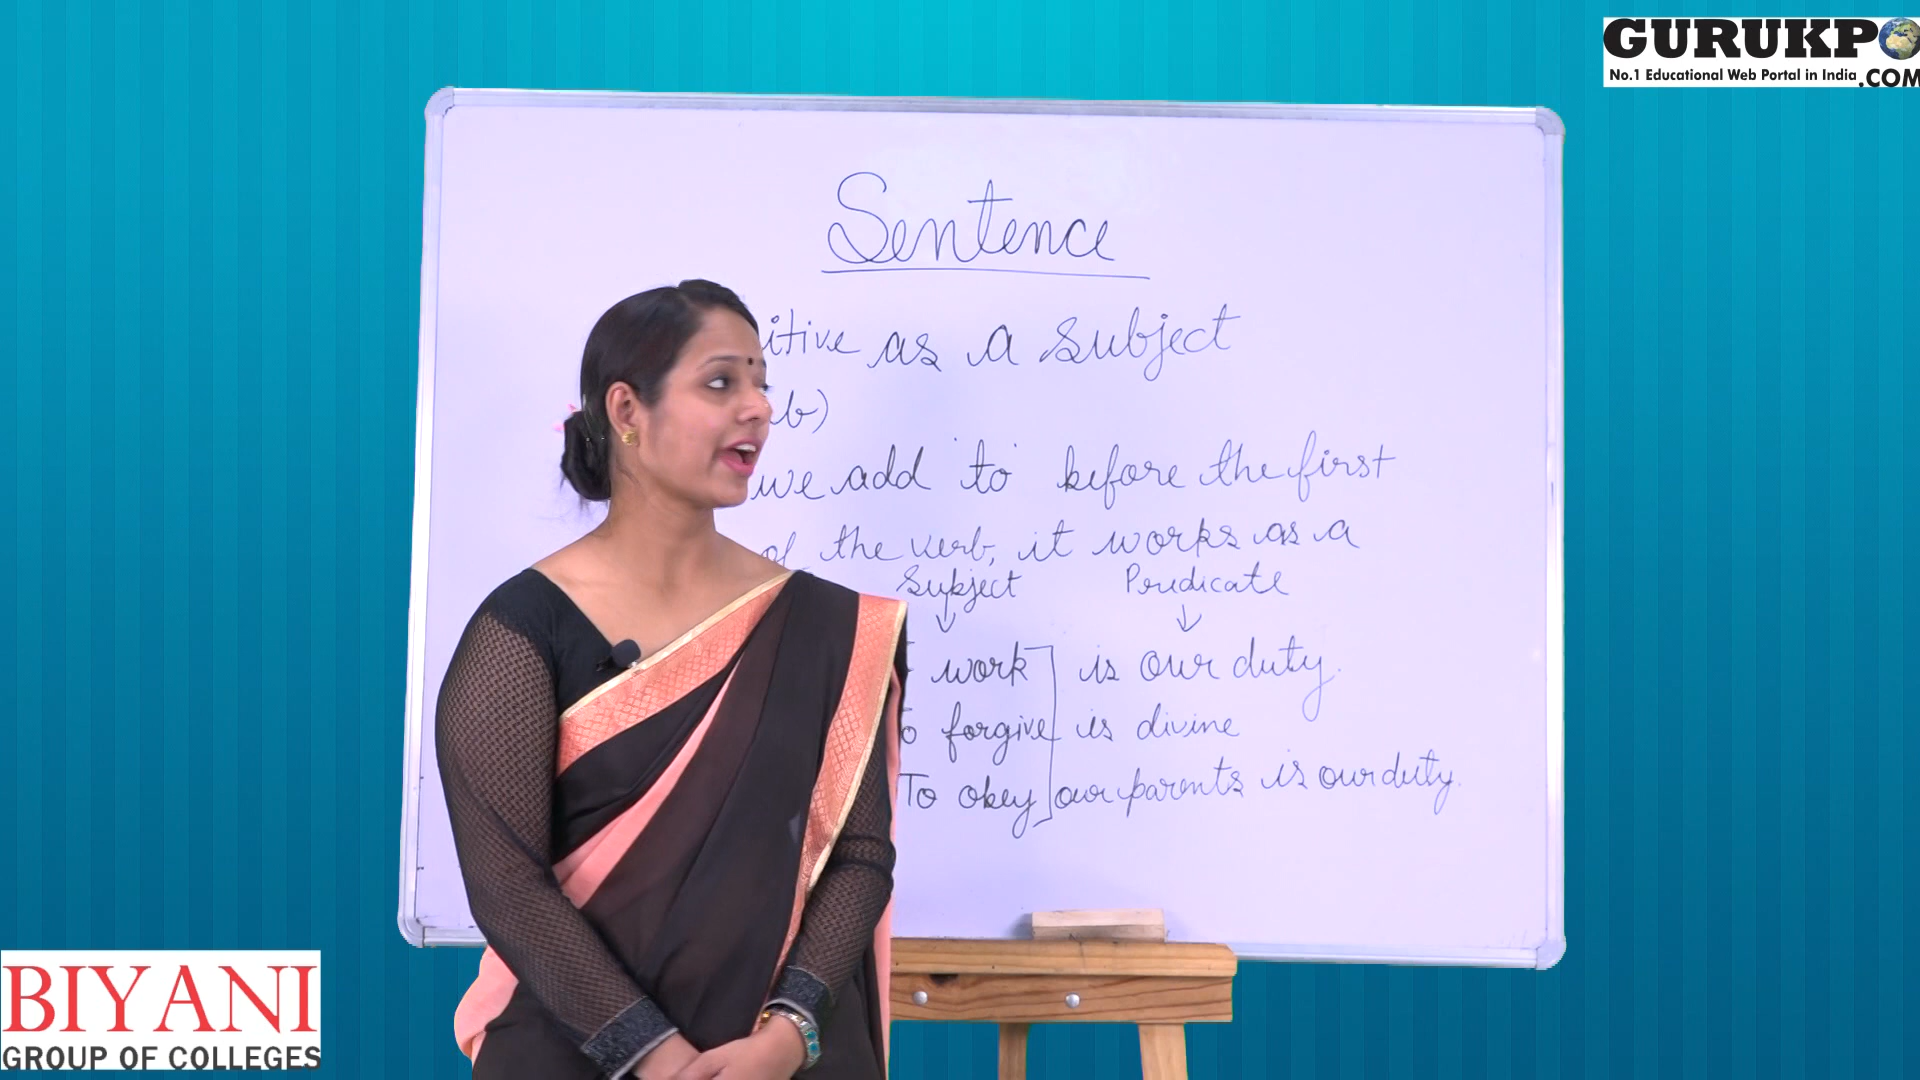 GURUKPO
No.1 Educational Web Portal in India .COM
Sentence
itive as a subject
b)
we add 'to' before the first
of the verb, it works as a
Subject Predicate
work is our duty.
To forgive is divine
To obey our parents is our duty.
BIYANI
GROUP OF COLLEGES